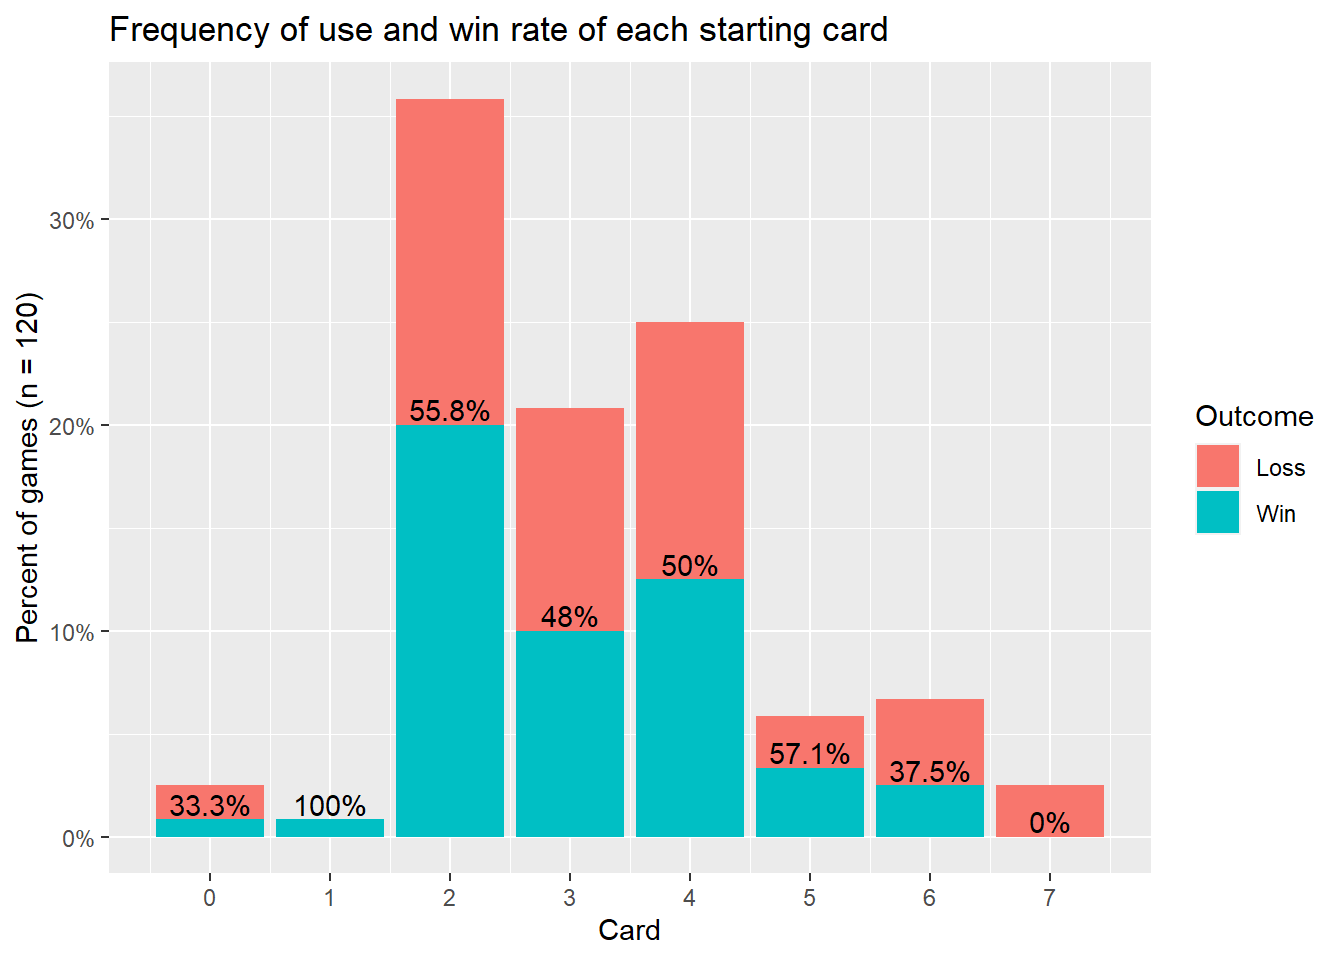 Frequency of use and win rate of each starting card
Percent of games (n = 120)
30%
20%
10%
0%
33.3%
100%
55.8%
48%
50%
57.1%
37.5%
0%
0 1 2 3 4 5 6 7
Card
Outcome
Loss
Win